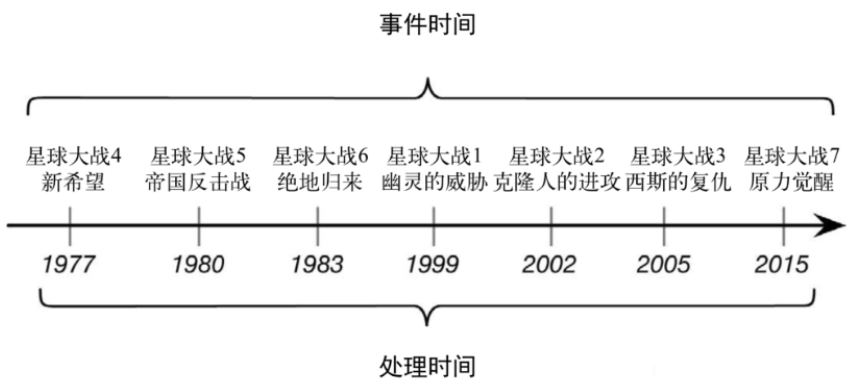 事件时间
星球大战4 星球大战5 星球大战6 星球大战1 星球大战2 星球大战3 星球大战7
新希望 帝国反击战 绝地归来 幽灵的威胁 克隆人的进攻 西斯的复仇 原力觉醒
1977 1980 1983 1999 2002 2005 2015
处理时间